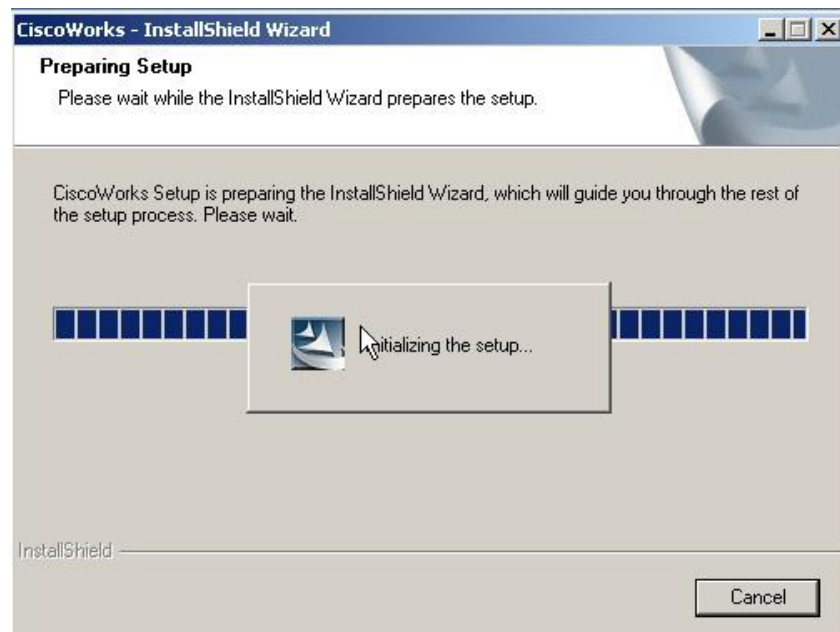 CiscoWorks - InstallShield Wizard
Preparing Setup
Please wait while the InstallShield Wizard prepares the setup.
CiscoWorks Setup is preparing the InstallShield Wizard, which will guide you through the rest of
the setup process. Please wait.
Initializing the setup...
InstallShield
Cancel